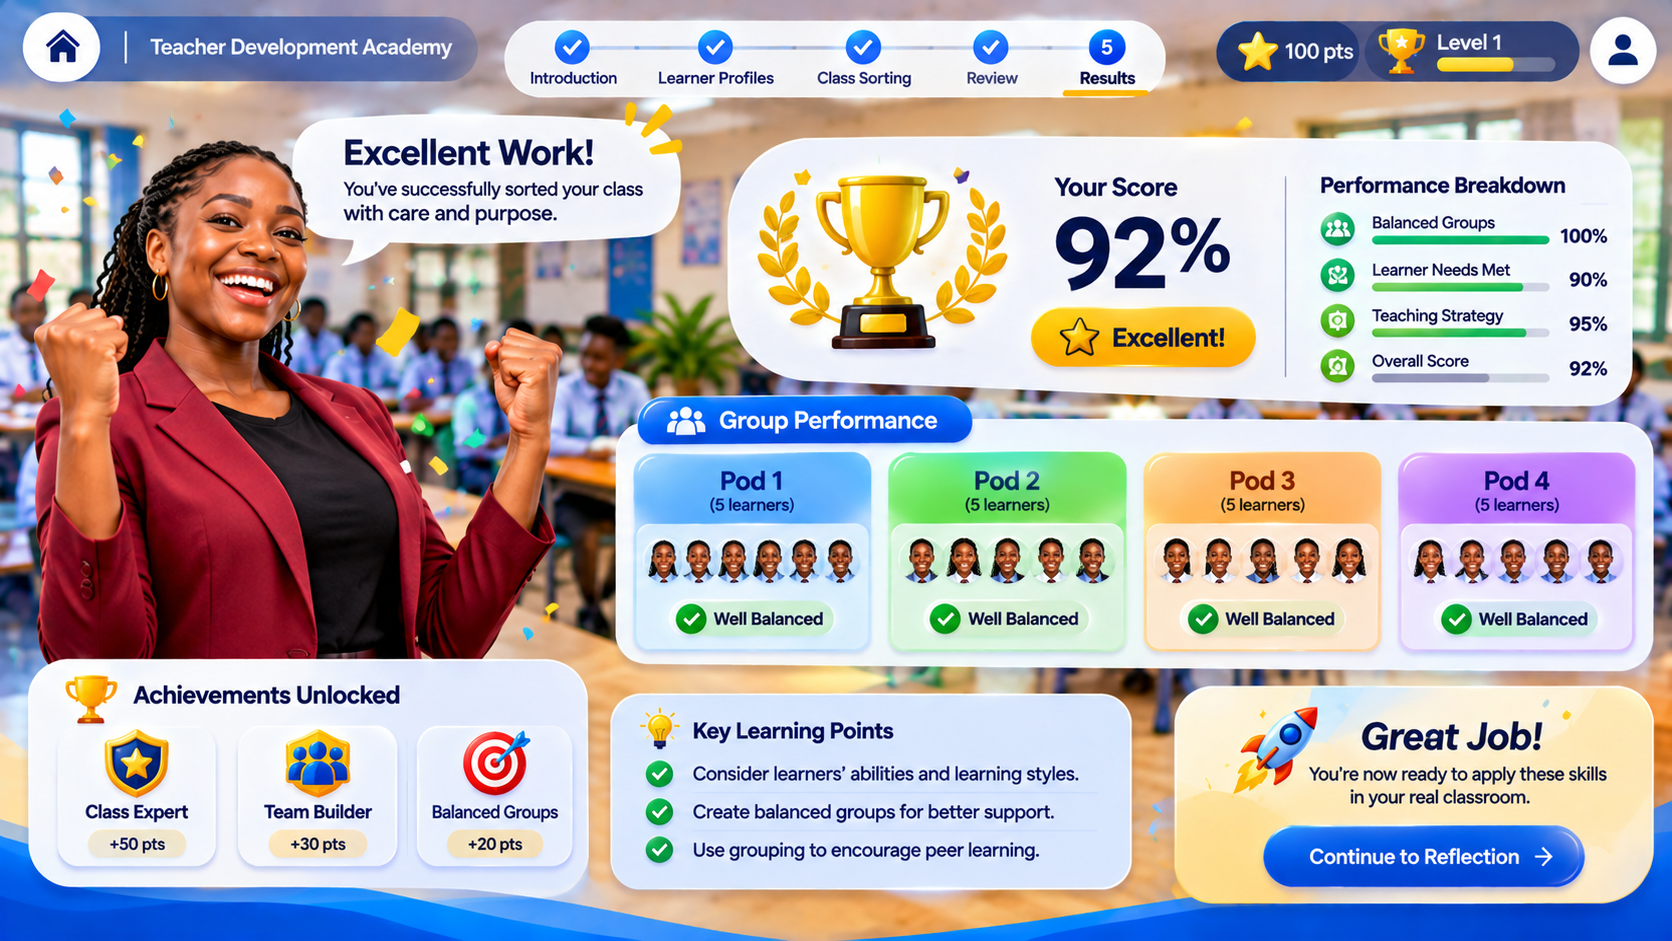 Teacher Development Academy
Introduction
Learner Profiles
Class Sorting
Review
5
Results
100 pts
Level 1
Excellent Work!
You've successfully sorted your class
with care and purpose.
Your Score
92%
Excellent!
Performance Breakdown
Balanced Groups
100%
Learner Needs Met
90%
Teaching Strategy
95%
Overall Score
92%
Group Performance
Pod 1
(5 learners)
Well Balanced
Pod 2
(5 learners)
Well Balanced
Pod 3
(5 learners)
Well Balanced
Pod 4
(5 learners)
Well Balanced
Achievements Unlocked
Class Expert
+50 pts
Team Builder
+30 pts
Balanced Groups
+20 pts
Key Learning Points
Consider learners' abilities and learning styles.
Create balanced groups for better support.
Use grouping to encourage peer learning.
Great Job!
You're now ready to apply these skills
in your real classroom.
Continue to Reflection →